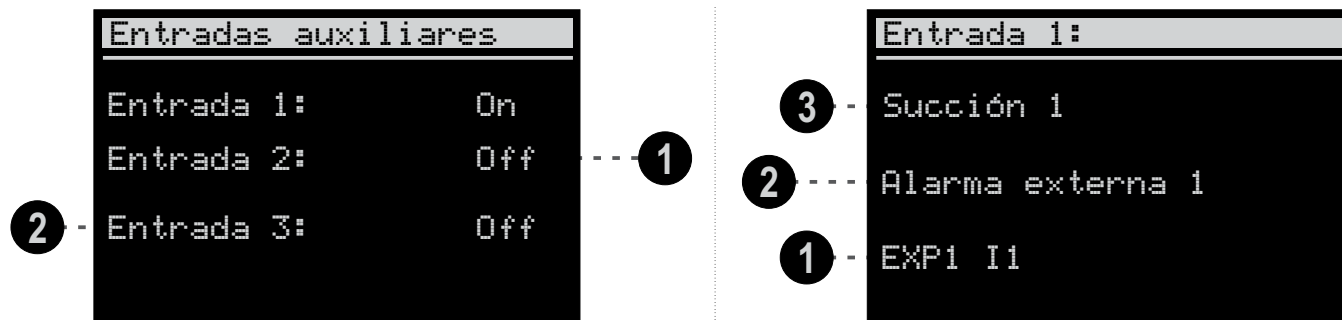 Entradas auxiliares
Entrada 1: On
Entrada 2: Off
1
2
Entrada 3: Off
Entrada 1:
3
Succión 1
2
Alarma externa 1
1
EXP1 I1